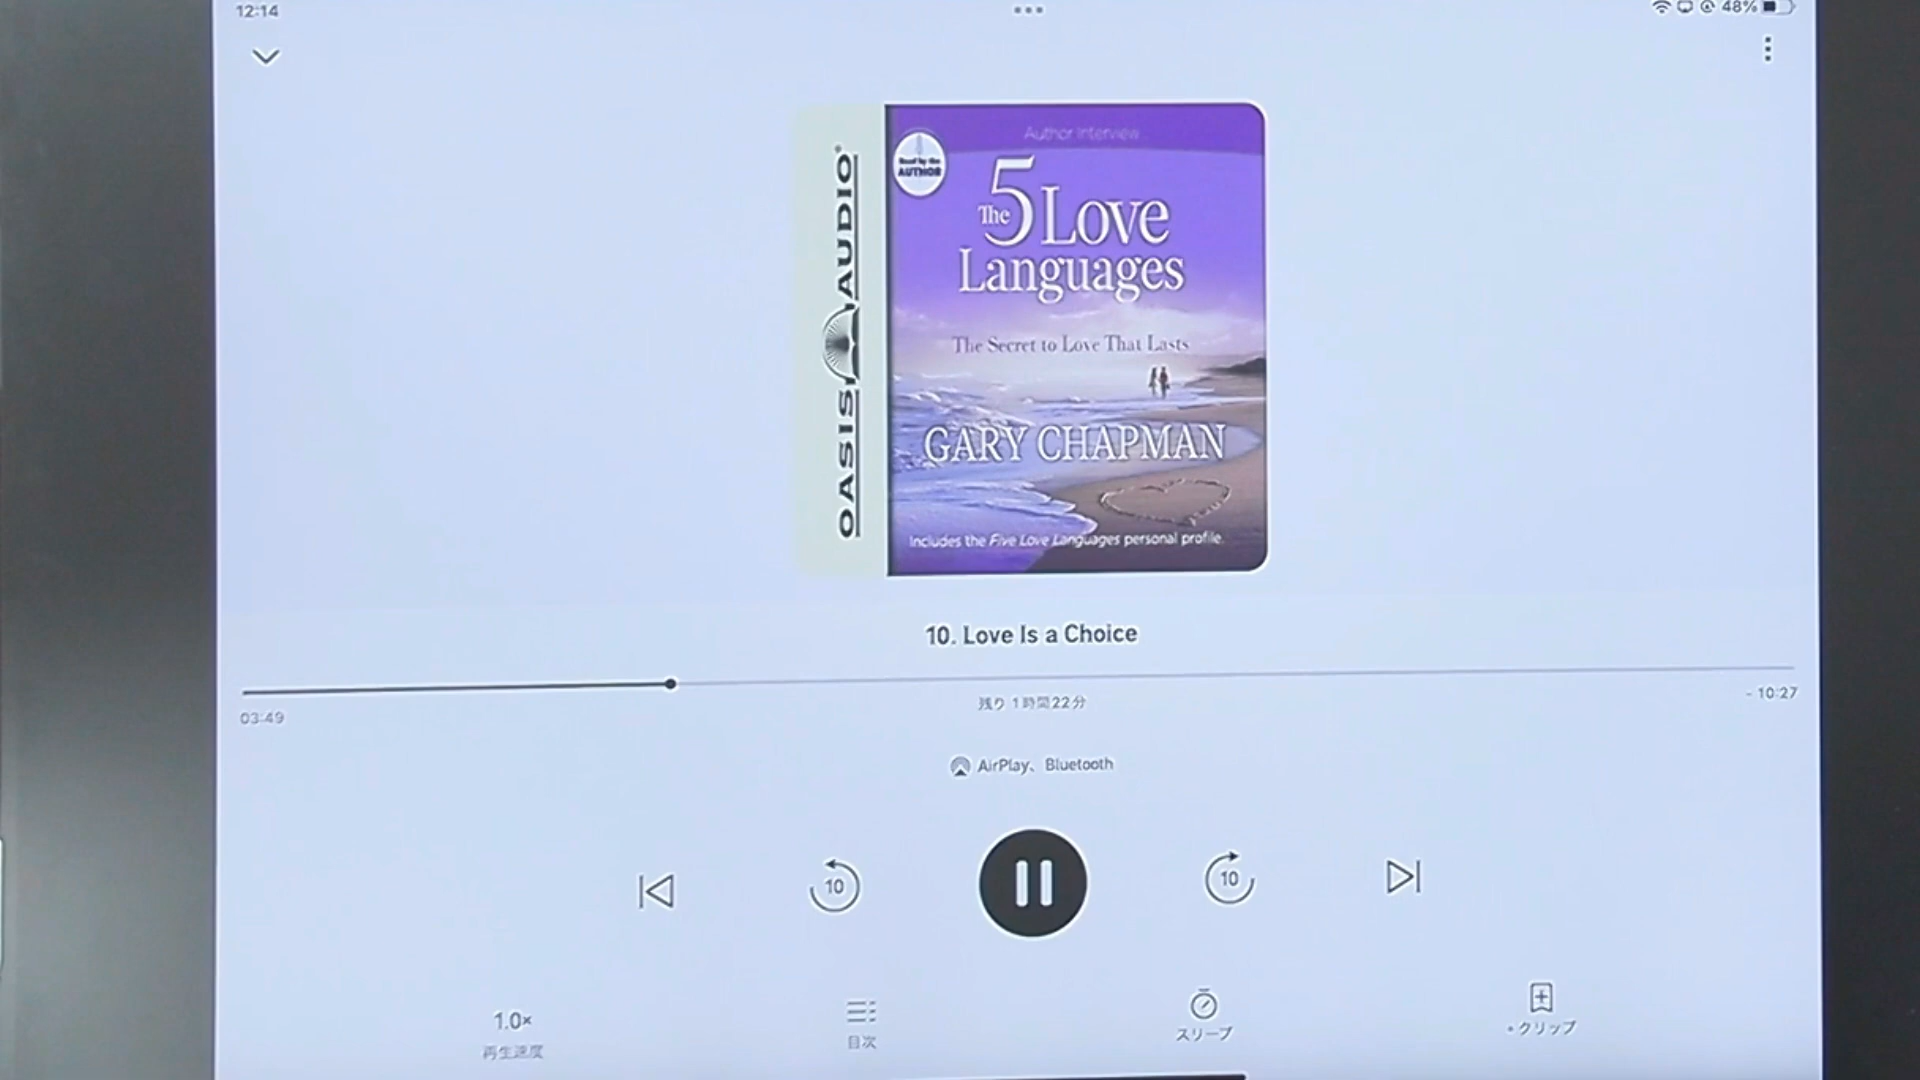 12:14
48%
Author Interview
Read by the
AUTHOR
The 5 Love
Languages
The Secret to Love That Lasts
GARY CHAPMAN
Includes the Five Love Languages personal profile.
OASIS AUDIO
10. Love Is a Choice
03:49
残り 1時間22分
- 10:27
AirPlay、Bluetooth
10
10
1.0×
再生速度
目次
スリープ
・クリップ